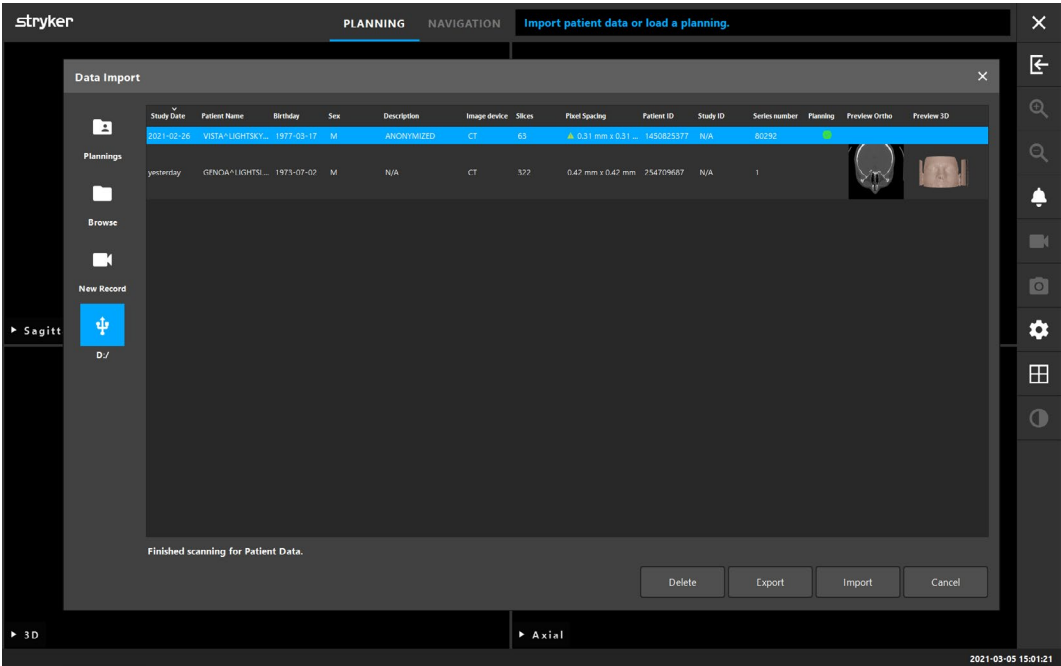 stryker
PLANNING NAVIGATION Import patient data or load a planning.
Data Import
Study Date Patient Name Birthday Sex Description Image device Slices Pixel Spacing Patient ID Study ID Series number Planning Preview Ortho Preview 3D
2021-02-26 VISTA^LIGHTSKY... 1977-03-17 M ANONYMIZED CT 63 0.31 mm x 0.31 ... 1450825377 N/A 80292
yesterday GENOA^LIGHTSI... 1973-07-02 M N/A CT 322 0.42 mm x 0.42 mm 254709687 N/A 1
Plannings
Browse
New Record
D:/
Sagitt
Finished scanning for Patient Data.
Delete Export Import Cancel
3D
Axial
2021-03-05 15:01:21